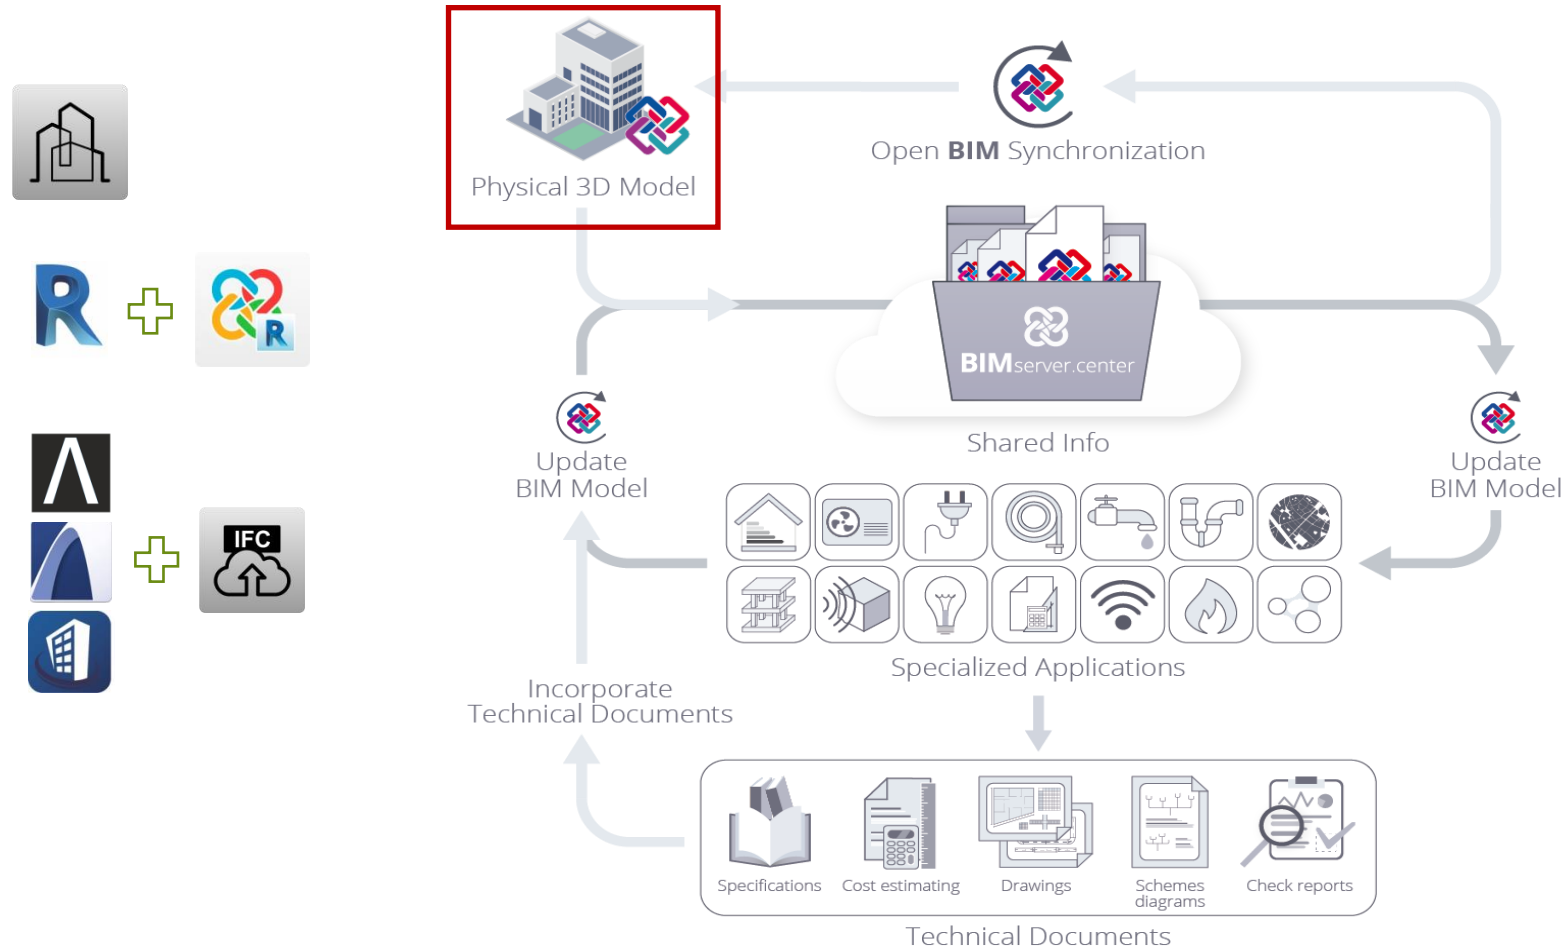 Physical 3D Model
Open BIM Synchronization
R
R
BIMserver.center
Shared Info
Update
BIM Model
Update
BIM Model
IFC
Specialized Applications
Incorporate
Technical Documents
Specifications
Cost estimating
Drawings
Schemes
diagrams
Check reports
Technical Documents